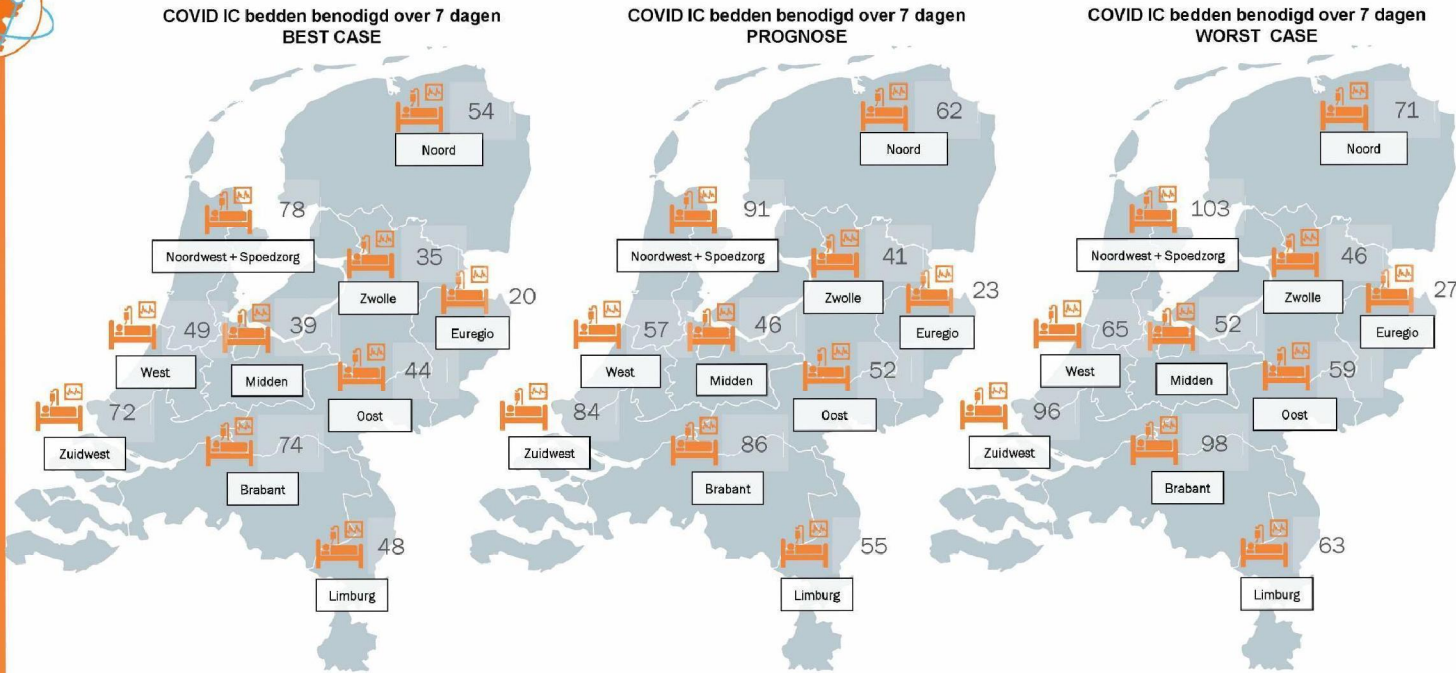 COVID IC bedden benodigd over 7 dagen
BEST CASE
54
Noord
78
Noordwest + Spoedzorg
35
Zwolle
20
Euregio
49
West
39
Midden
44
Oost
72
Zuidwest
74
Brabant
48
Limburg
COVID IC bedden benodigd over 7 dagen
PROGNOSE
62
Noord
91
Noordwest + Spoedzorg
41
Zwolle
23
Euregio
57
West
46
Midden
52
Oost
84
Zuidwest
86
Brabant
55
Limburg
COVID IC bedden benodigd over 7 dagen
WORST CASE
71
Noord
103
Noordwest + Spoedzorg
46
Zwolle
27
Euregio
65
West
52
Midden
59
Oost
96
Zuidwest
98
Brabant
63
Limburg